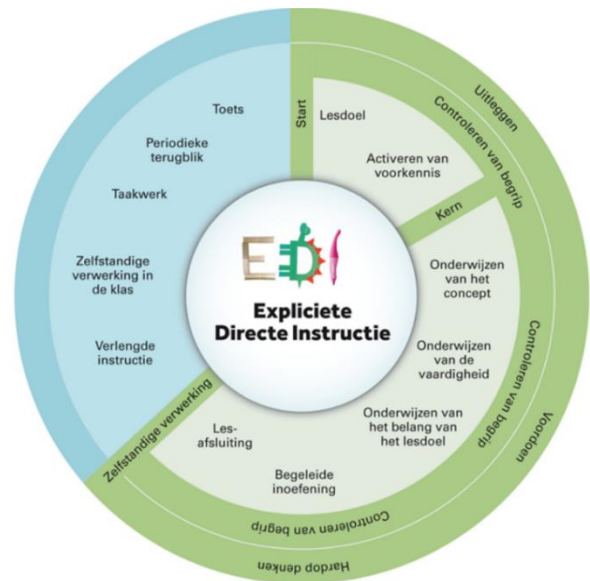 EDI
Expliciete
Directe Instructie
Start
Lesdoel
Activeren van
voorkennis
Kern
Onderwijzen
van het
concept
Onderwijzen
van de
vaardigheid
Onderwijzen van
het belang van
het lesdoel
Begeleide
inoefening
Les-
afsluiting
Zelfstandige verwerking
Verlengde
instructie
Zelfstandige
verwerking in
de klas
Taakwerk
Periodieke
terugblik
Toets
Uitleggen
Controleren van begrip
Voordoen
Controleren van begrip
Hardop denken
Controleren van begrip